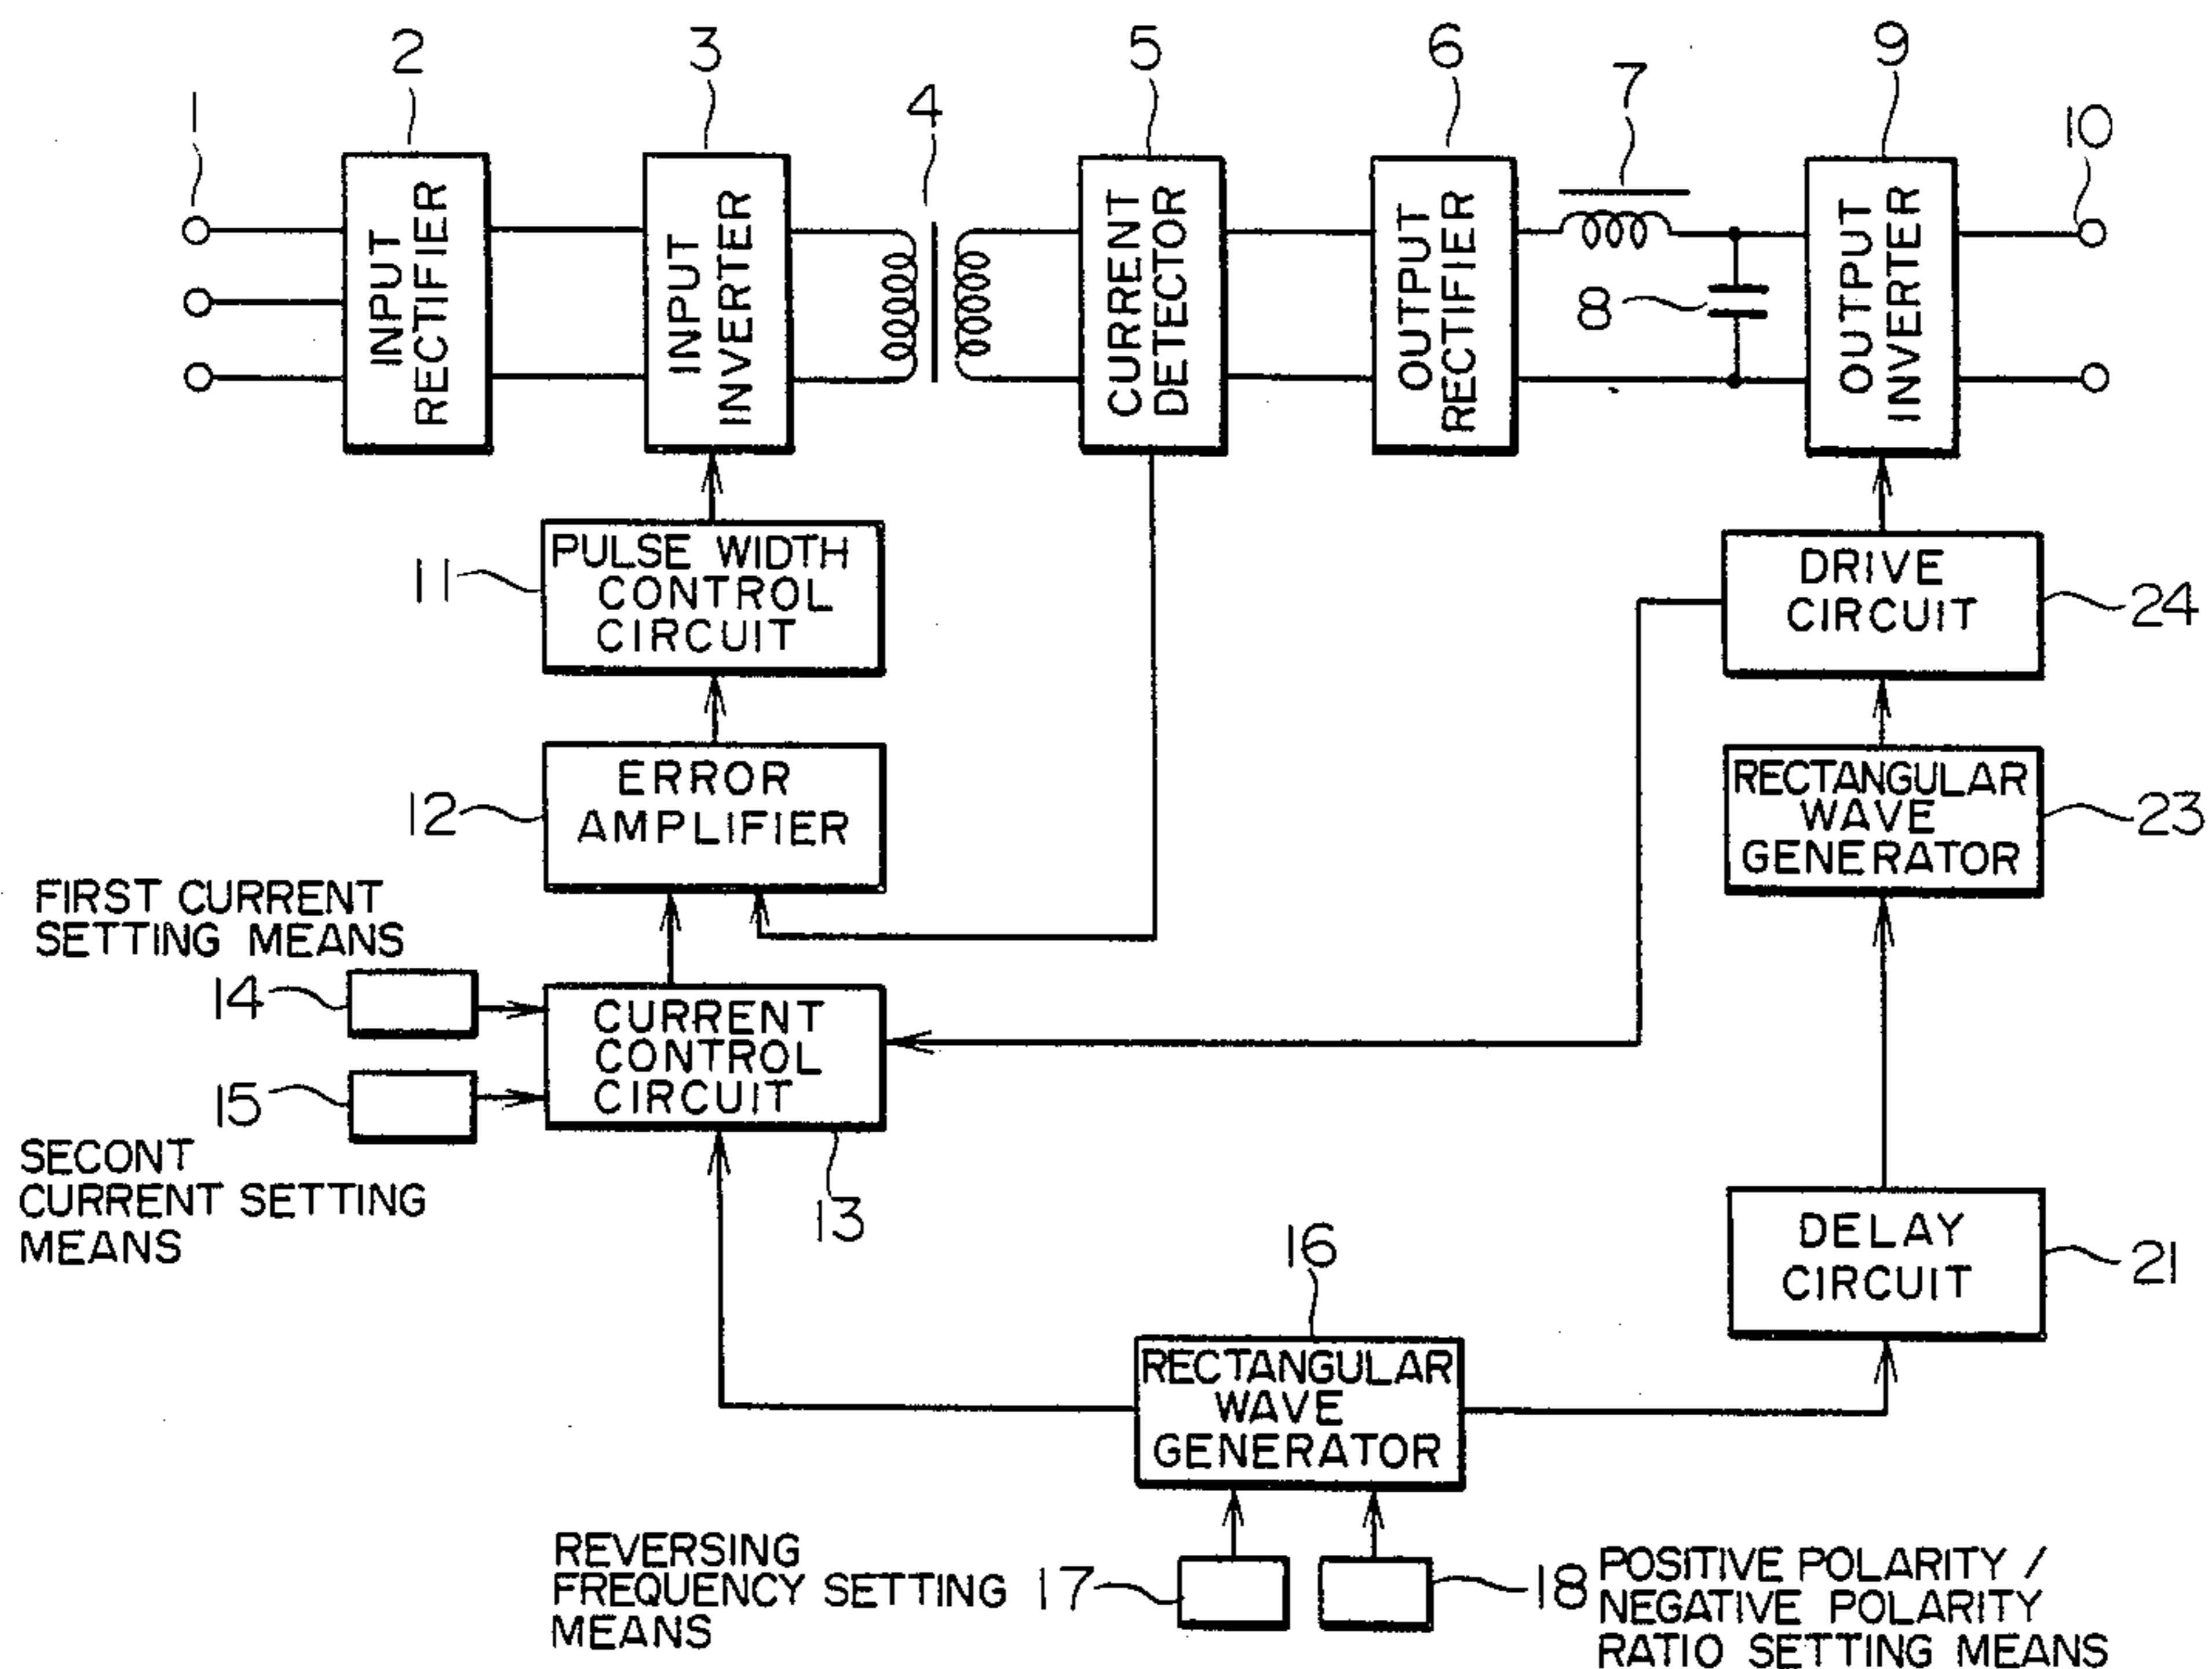 1
2
3
4
5
6
7
8
9
10
INPUT
RECTIFIER
INPUT
INVERTER
CURRENT
DETECTOR
OUTPUT
RECTIFIER
OUTPUT
INVERTER
11
PULSE WIDTH
CONTROL
CIRCUIT
DRIVE
CIRCUIT
24
12
ERROR
AMPLIFIER
RECTANGULAR
WAVE
GENERATOR
23
FIRST CURRENT
SETTING MEANS
14
CURRENT
CONTROL
CIRCUIT
15
SECONT
CURRENT SETTING
MEANS
13
DELAY
CIRCUIT
21
16
RECTANGULAR
WAVE
GENERATOR
REVERSING
FREQUENCY SETTING
MEANS
17
18
POSITIVE POLARITY /
NEGATIVE POLARITY
RATIO SETTING MEANS